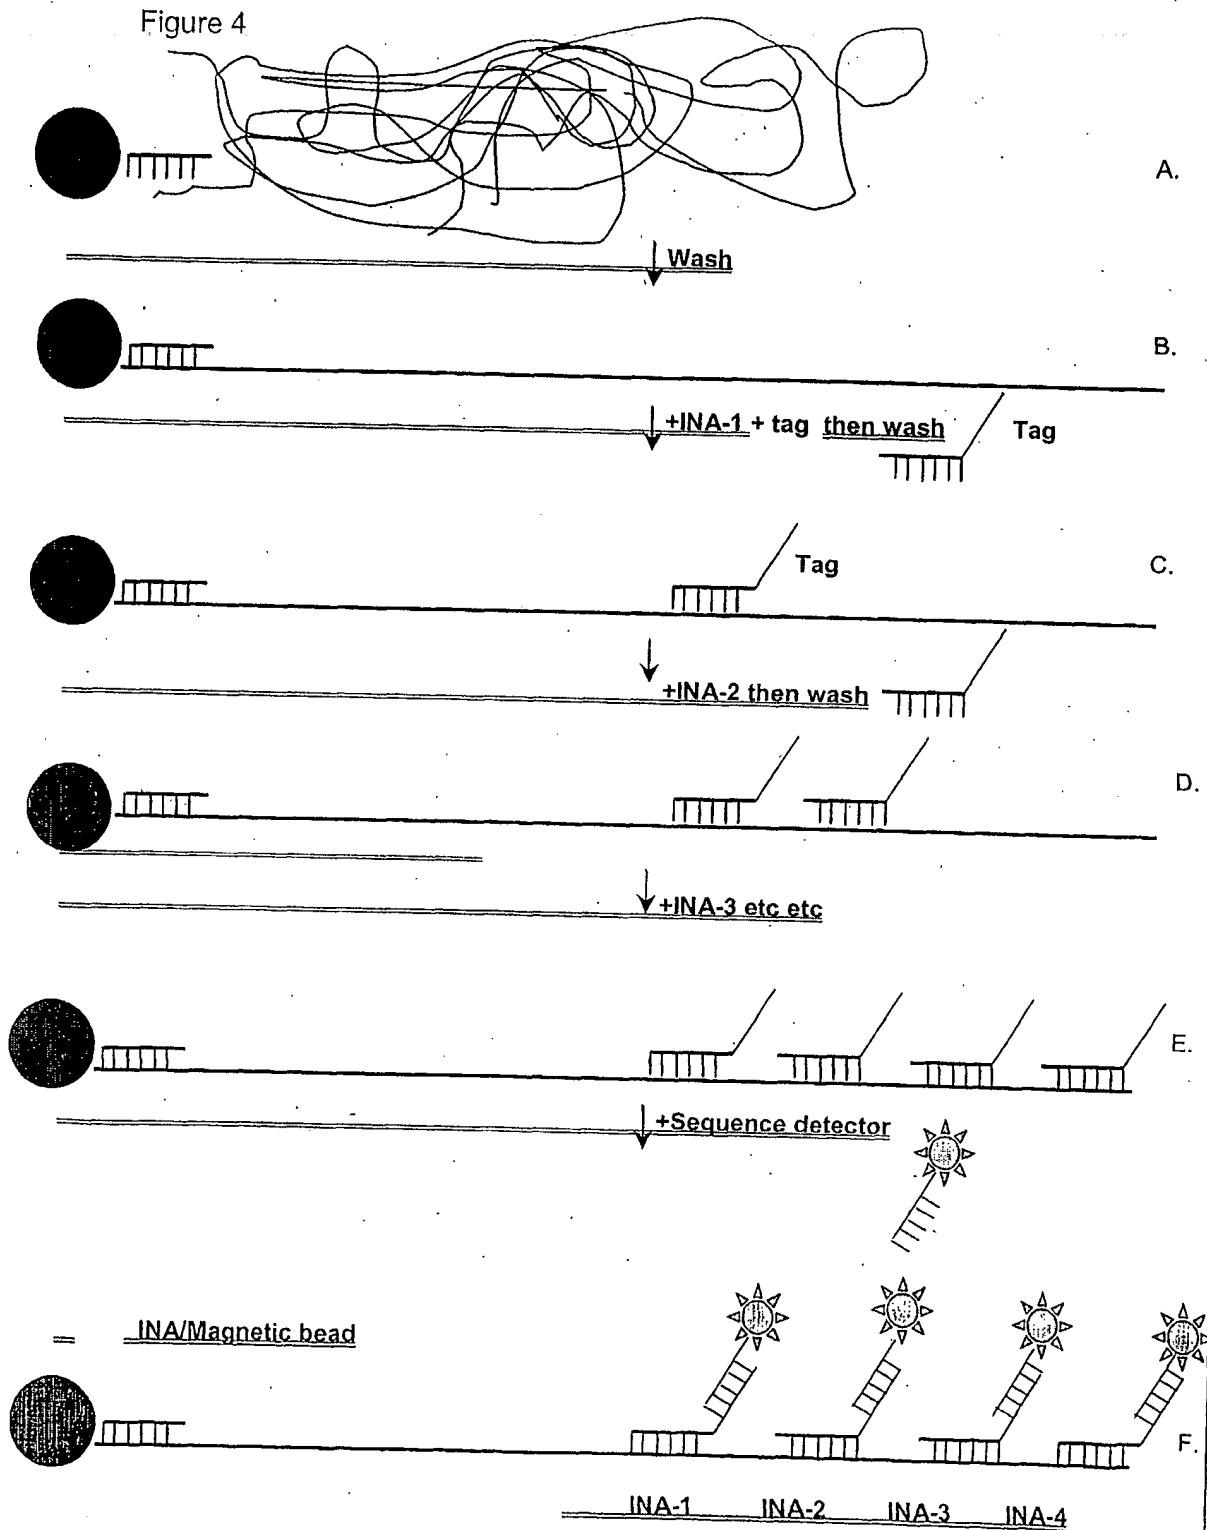 Figure 4
A.
Wash
B.
+INA-1 + tag then wash
Tag
Tag
C.
+INA-2 then wash
D.
+INA-3 etc etc
E.
+Sequence detector
INA/Magnetic bead
F.
INA-1 INA-2 INA-3 INA-4